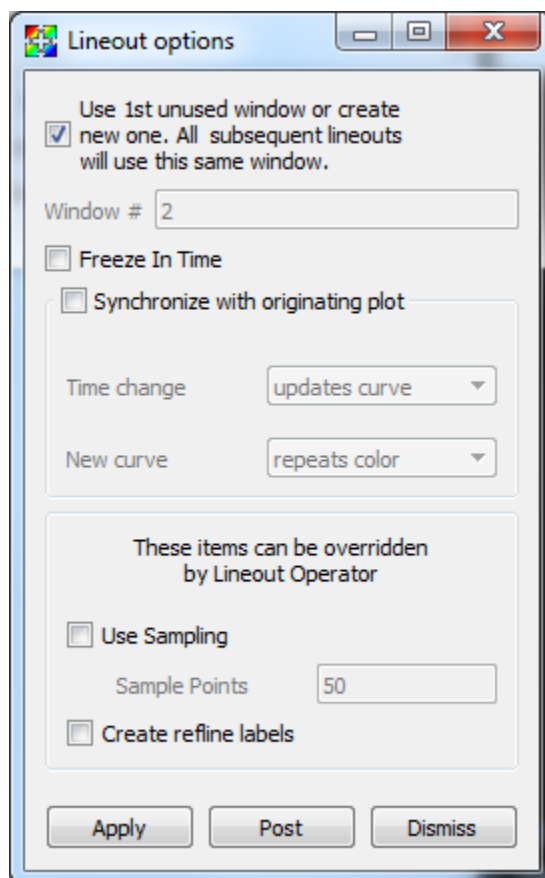 Lineout options
Use 1st unused window or create
new one. All subsequent lineouts
will use this same window.
Window # 2
Freeze In Time
Synchronize with originating plot
Time change updates curve
New curve repeats color
These items can be overridden
by Lineout Operator
Use Sampling
Sample Points 50
Create refline labels
Apply Post Dismiss